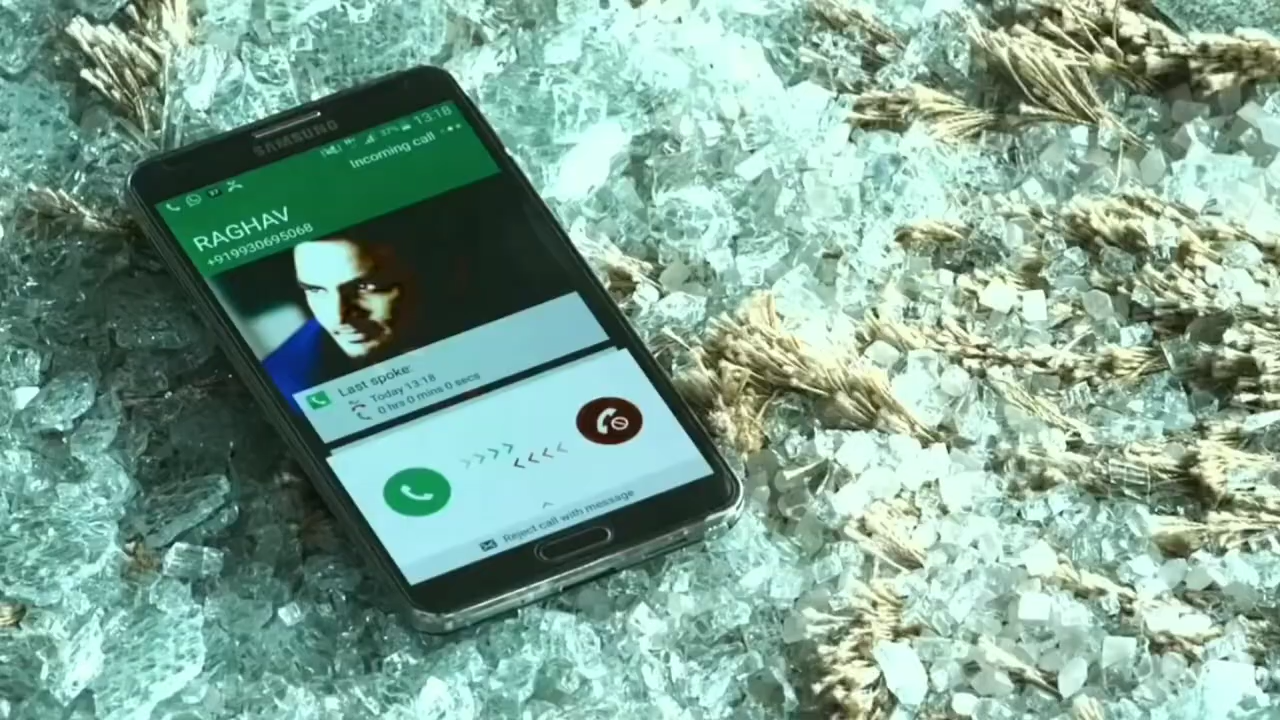 SAMSUNG
37% 13:18
Incoming call
RAGHAV
+919930695068
Last spoke:
Today 13:18
0 hrs 0 mins 0 secs
Reject call with message